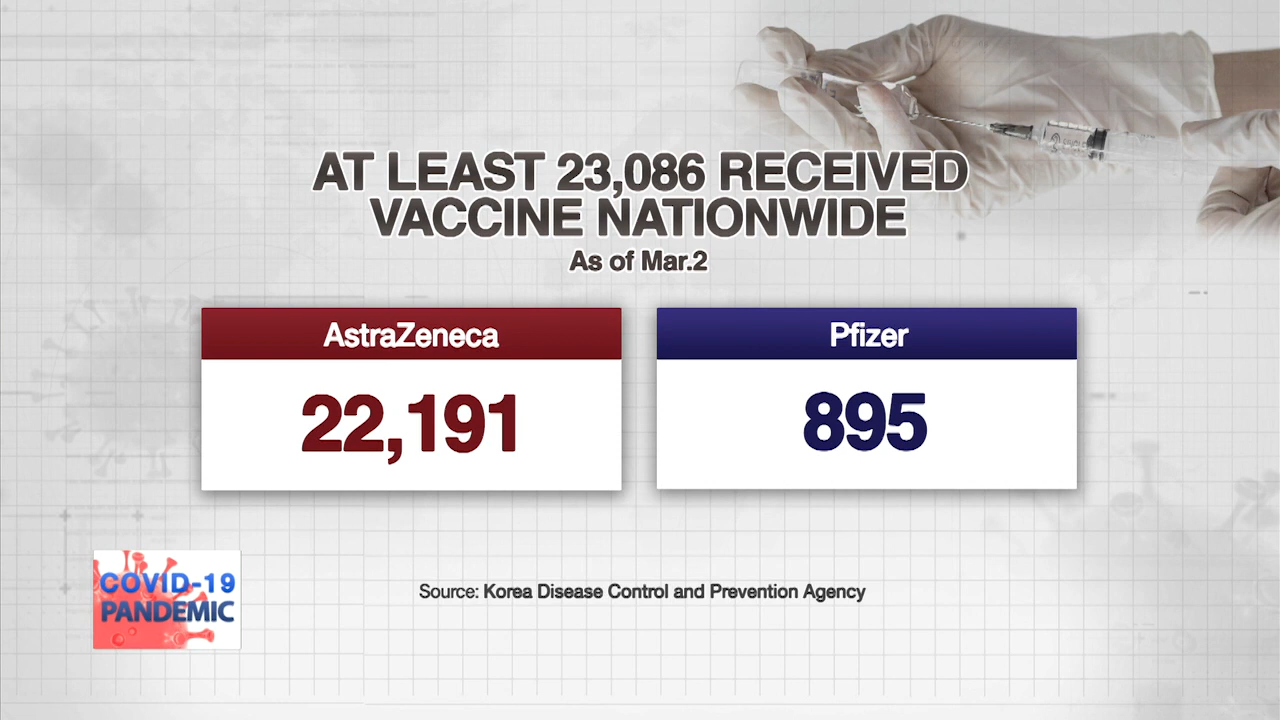 AT LEAST 23,086 RECEIVED
VACCINE NATIONWIDE
As of Mar.2
AstraZeneca
Pfizer
22,191
895
COVID-19
PANDEMIC
Source: Korea Disease Control and Prevention Agency